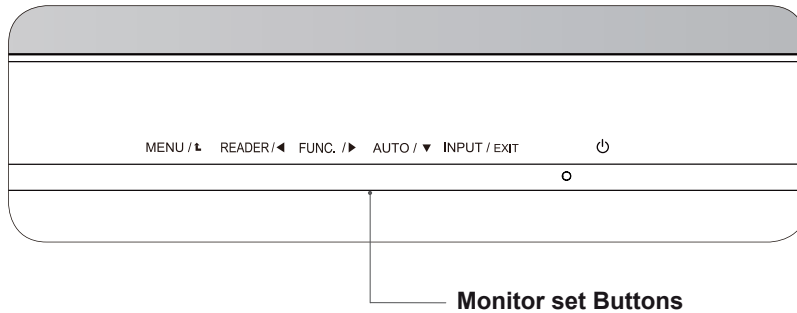 MENU / READER/◀ FUNC. /▶ AUTO / ▼ INPUT / EXIT
Monitor set Buttons